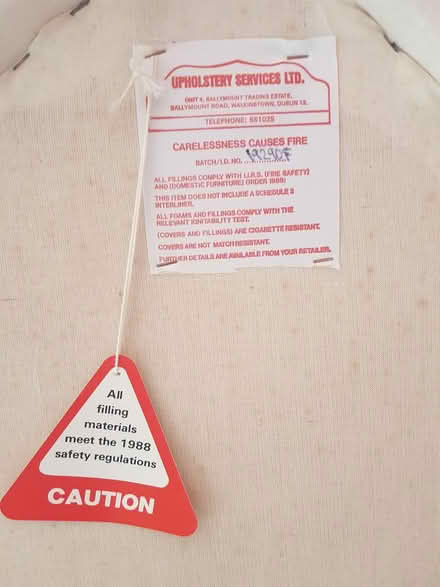 UPHOLSTERY SERVICES LTD.
UNIT 4, BALLYMOUNT TRADING ESTATE,
BALLYMOUNT ROAD, WALKINSTOWN, DUBLIN 12.
TELEPHONE: 551025
CARELESSNESS CAUSES FIRE
BATCH/I.D. NO.
ALL FILLINGS COMPLY WITH I.I.R.S. (FIRE SAFETY)
AND (DOMESTIC FURNITURE) (ORDER 1988)
THIS ITEM DOES NOT INCLUDE A SCHEDULE 3
INTERLINER.
ALL FOAMS AND FILLINGS COMPLY WITH THE
RELEVANT IGNITABILITY TEST.
(COVERS AND FILLINGS) ARE CIGARETTE RESISTANT.
COVERS ARE NOT MATCH RESISTANT.
FURTHER DETAILS ARE AVAILABLE FROM YOUR RETAILER.
All
filling
materials
meet the 1988
safety regulations
CAUTION